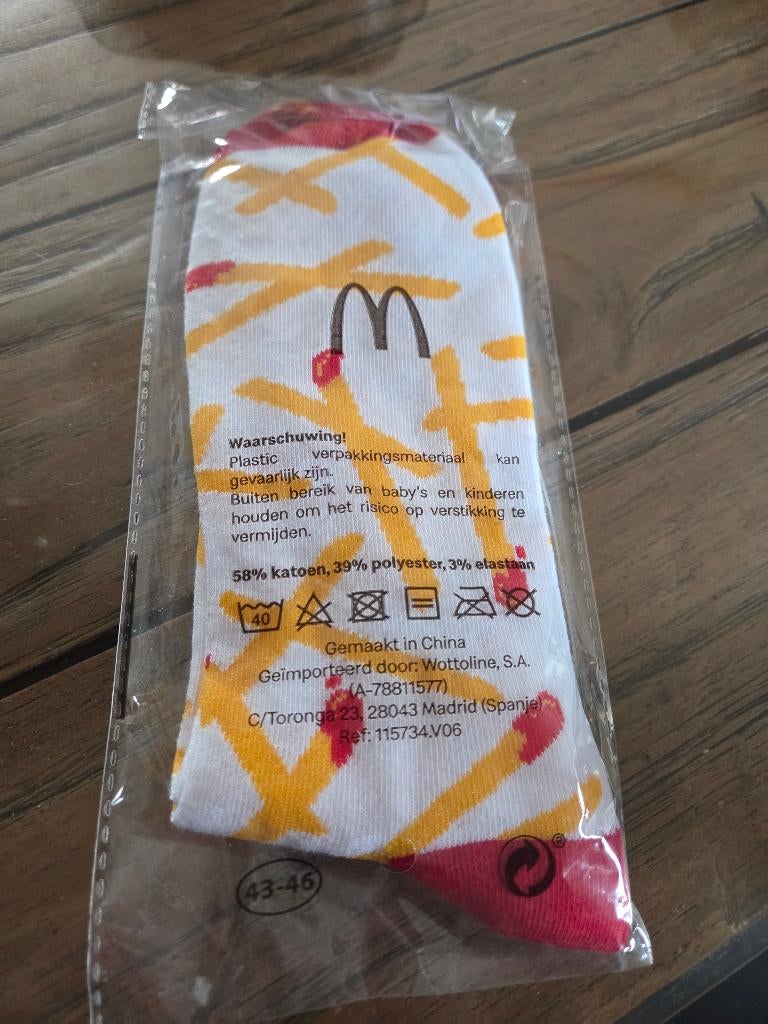 Waarschuwing!
Plastic verpakkingsmateriaal kan
gevaarlijk zijn.
Buiten bereik van baby's en kinderen
houden om het risico op verstikking te
vermijden.
58% katoen, 39% polyester, 3% elastaan
40
Gemaakt in China
Geïmporteerd door: Wottoline, S.A.
(A-78811577)
C/Toronga 23, 28043 Madrid (Spanje)
Ref: 115734.V06
43-46